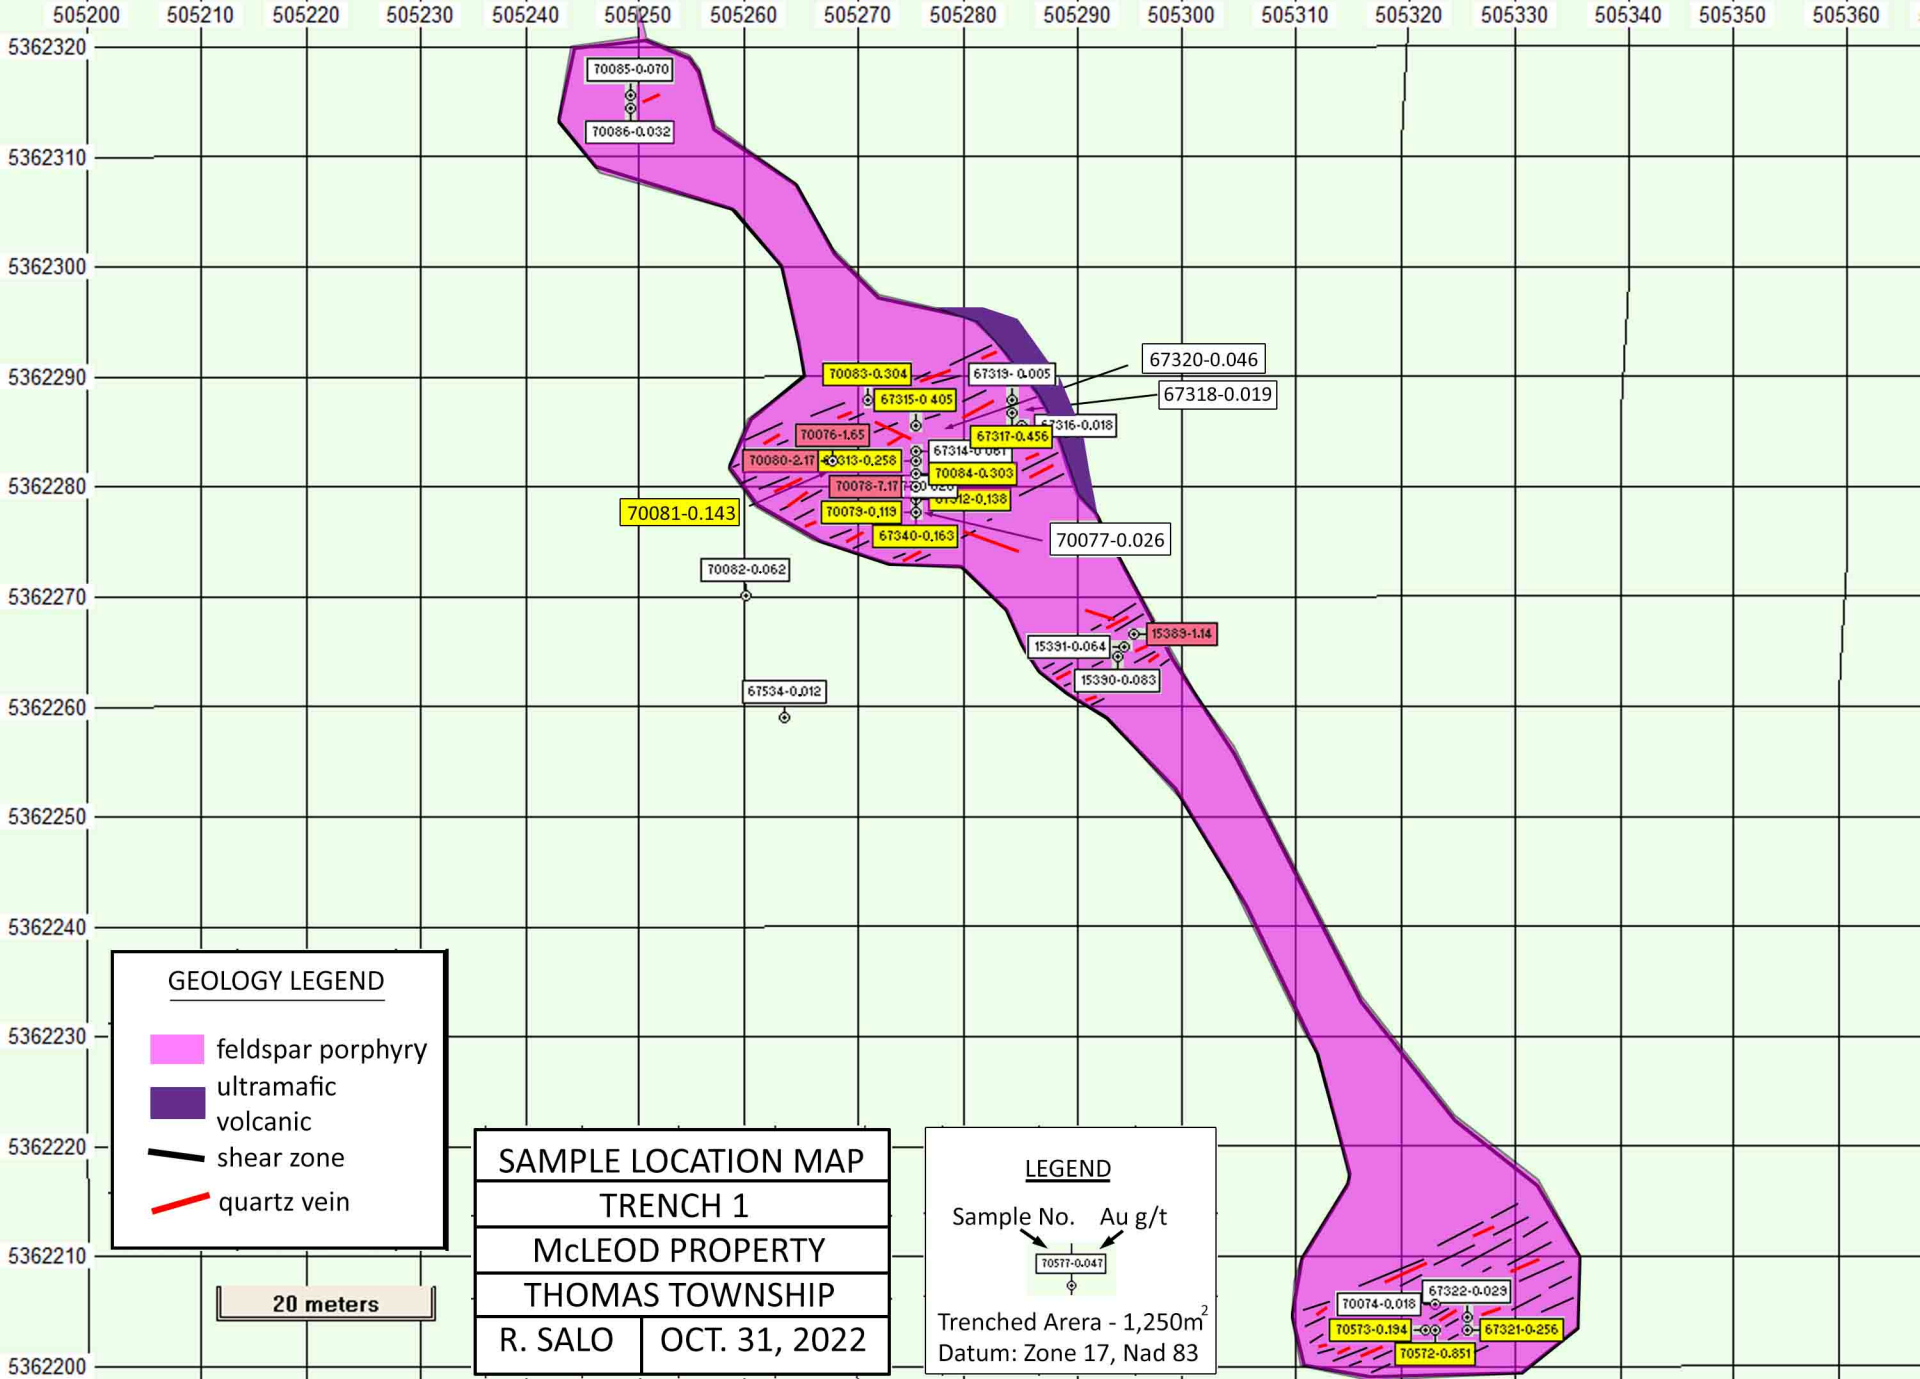 505200 505210 505220 505230 505240 505250 505260 505270 505280 505290 505300 505310 505320 505330 505340 505350 505360
5362320
70085-0.070
70086-0.032
5362310
5362300
5362290
67320-0.046
70083-0.304
67319- 0.005
67318-0.019
67315-0 405
67316-0.018
70076-1.65
67317-0.456
67314-0.061
70080-2.17
313-0.258
70084-0.303
5362280
70078-7.17
312-0.138
70081-0.143
70079-0.119
67340-0.163
70077-0.026
70082-0.062
5362270
15389-1.14
15391-0.064
15390-0.083
67534-0.012
5362260
5362250
5362240
5362230
5362220
5362210
5362200
67322-0.029
70074-0.018
70573-0.194
67321-0.256
70572-0.851
GEOLOGY LEGEND
feldspar porphyry
ultramafic
volcanic
shear zone
quartz vein
20 meters
SAMPLE LOCATION MAP
TRENCH 1
McLEOD PROPERTY
THOMAS TOWNSHIP
R. SALO OCT. 31, 2022
LEGEND
Sample No. Au g/t
70577-0.047
Trenched Arera - 1,250m²
Datum: Zone 17, Nad 83